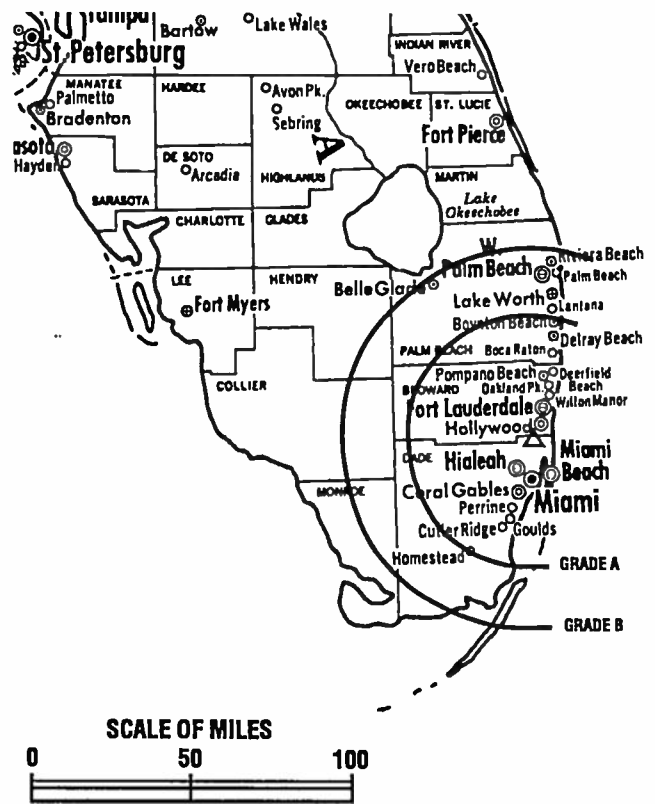 Tampa
St. Petersburg
Bartow
Lake Wales
INDIAN RIVER
Vero Beach
MANATEE
Palmetto
Bradenton
HARDEE
Avon Pk.
Sebring
OKEECHOBEE
ST. LUCIE
Fort Pierce
asota
Hayden
DE SOTO
Arcadia
A
HIGHLANDS
MARTIN
SARASOTA
CHARLOTTE
GLADES
Lake
Okeechobee
LEE
Fort Myers
HENDRY
Belle Glade
W.
Palm Beach
Riviera Beach
Palm Beach
Lake Worth
Lantana
Boynton Beach
Delray Beach
PALM BEACH
Boca Raton
COLLIER
Pompano Beach
Deerfield
Beach
BROWARD
Oakland Pk.
Wilton Manor
Fort Lauderdale
Hollywood
DADE
Hialeah
Miami
Beach
MONROE
Coral Gables
Miami
Perrine
Cutler Ridge
Goulds
Homestead
GRADE A
GRADE B
SCALE OF MILES
0 50 100